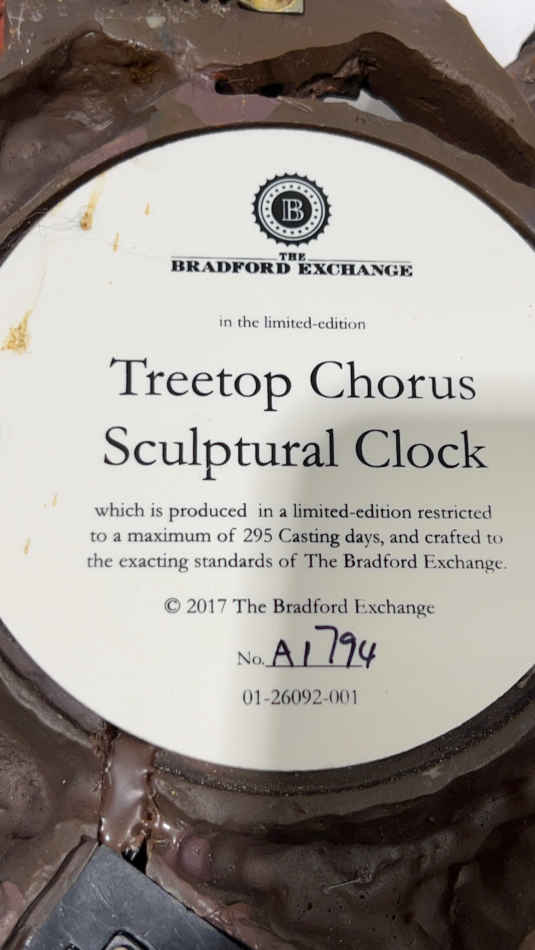 B
THE
BRADFORD EXCHANGE
in the limited-edition
Treetop Chorus
Sculptural Clock
which is produced in a limited-edition restricted
to a maximum of 295 Casting days, and crafted to
the exacting standards of The Bradford Exchange.
© 2017 The Bradford Exchange
No. A1794
01-26092-001